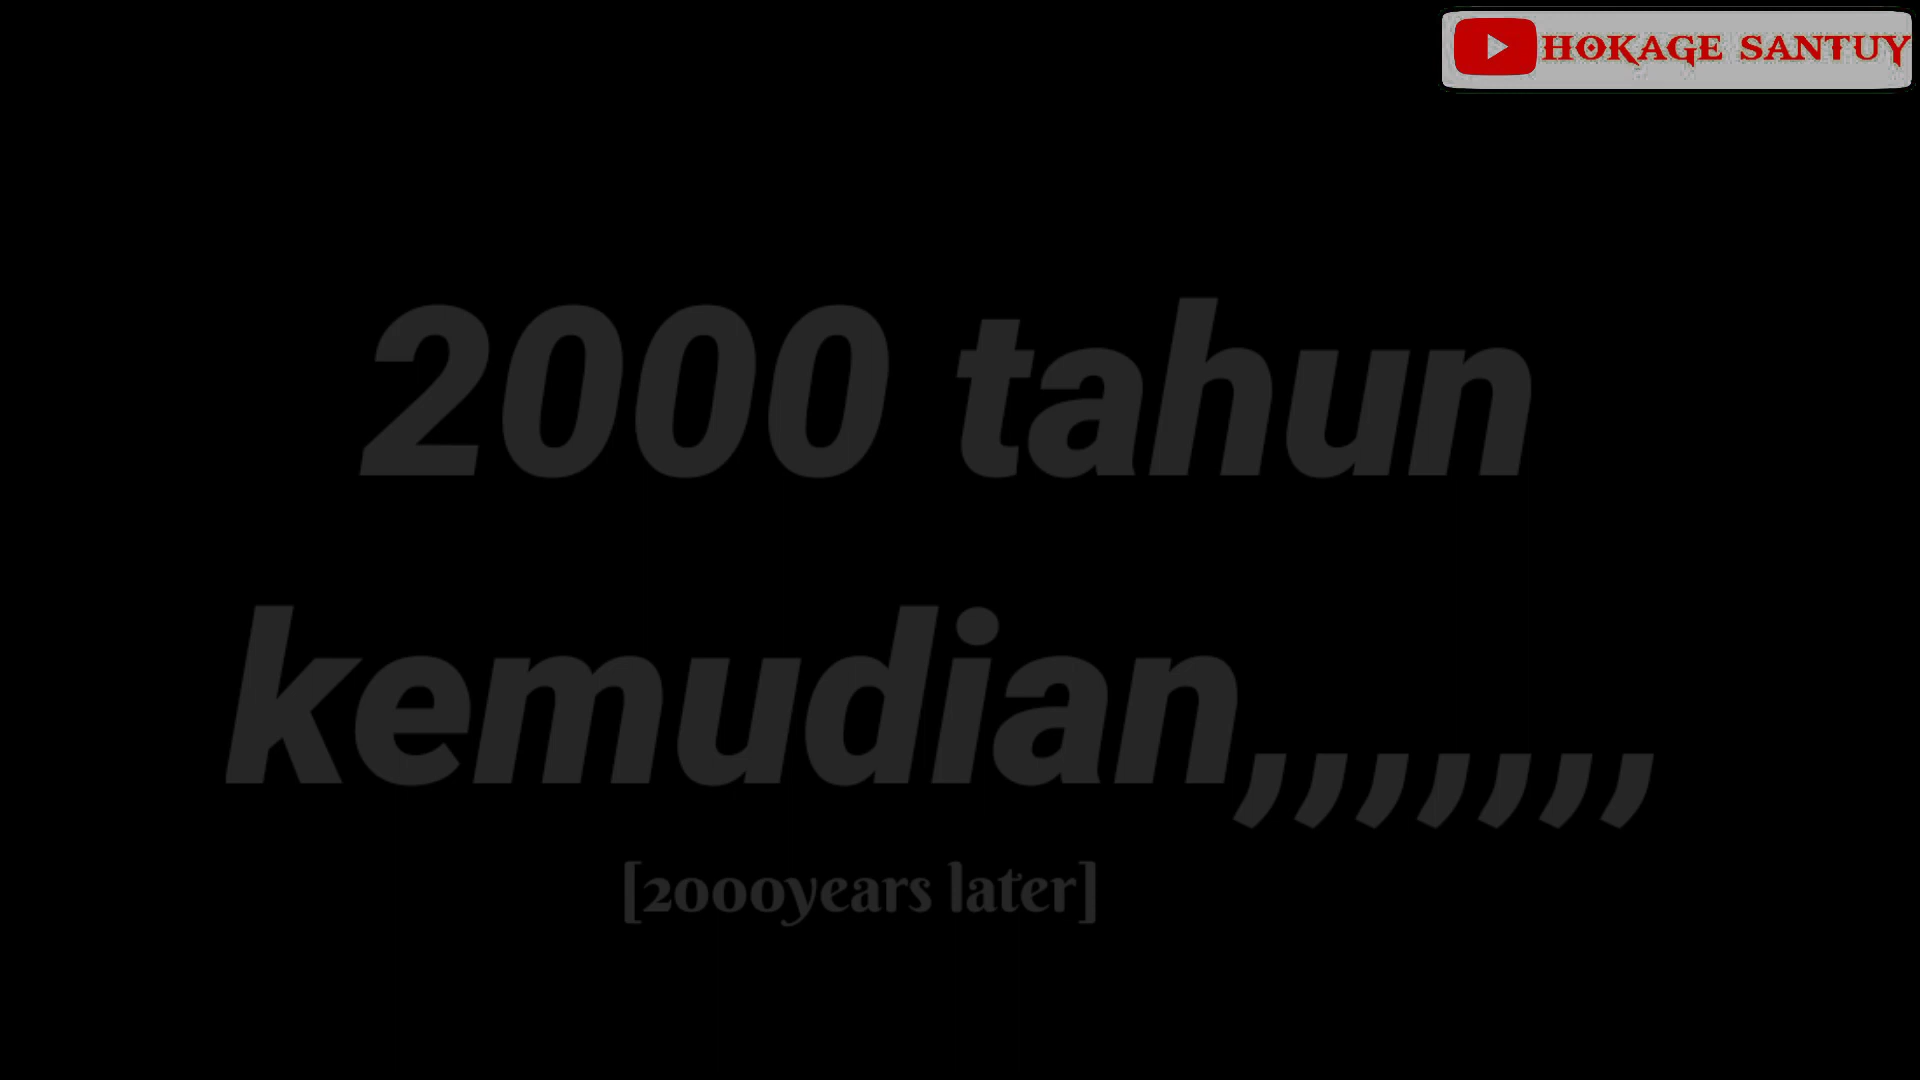 HOKAGE SANTUY
2000 tahun
kemudian,,,,,,,
[2000years later]